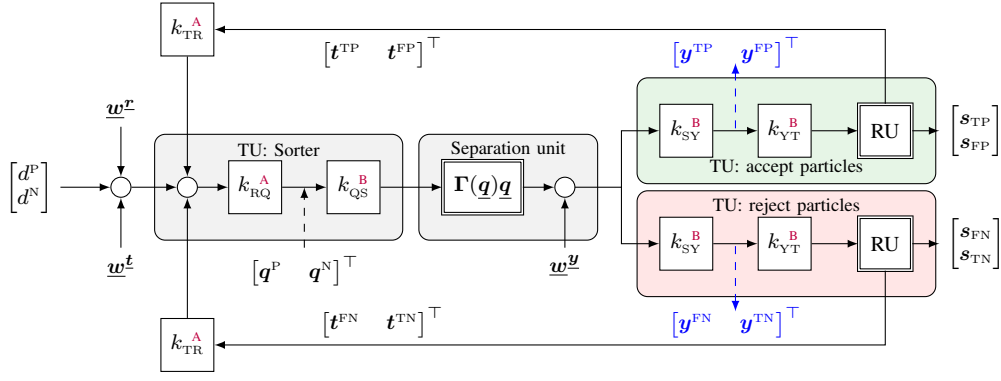 k_TR^A
[t^TP t^FP]^⊤
[y^TP y^FP]^⊤
w^r
TU: Sorter
Separation unit
k_SY^B
k_YT^B
RU
TU: accept particles
[s_TP
s_FP]
[d^P
d^N]
k_RQ^A
k_QS^B
Γ(q)q
w^t
[q^P q^N]^⊤
w^y
TU: reject particles
k_SY^B
k_YT^B
RU
[s_FN
s_TN]
k_TR^A
[t^FN t^TN]^⊤
[y^FN y^TN]^⊤